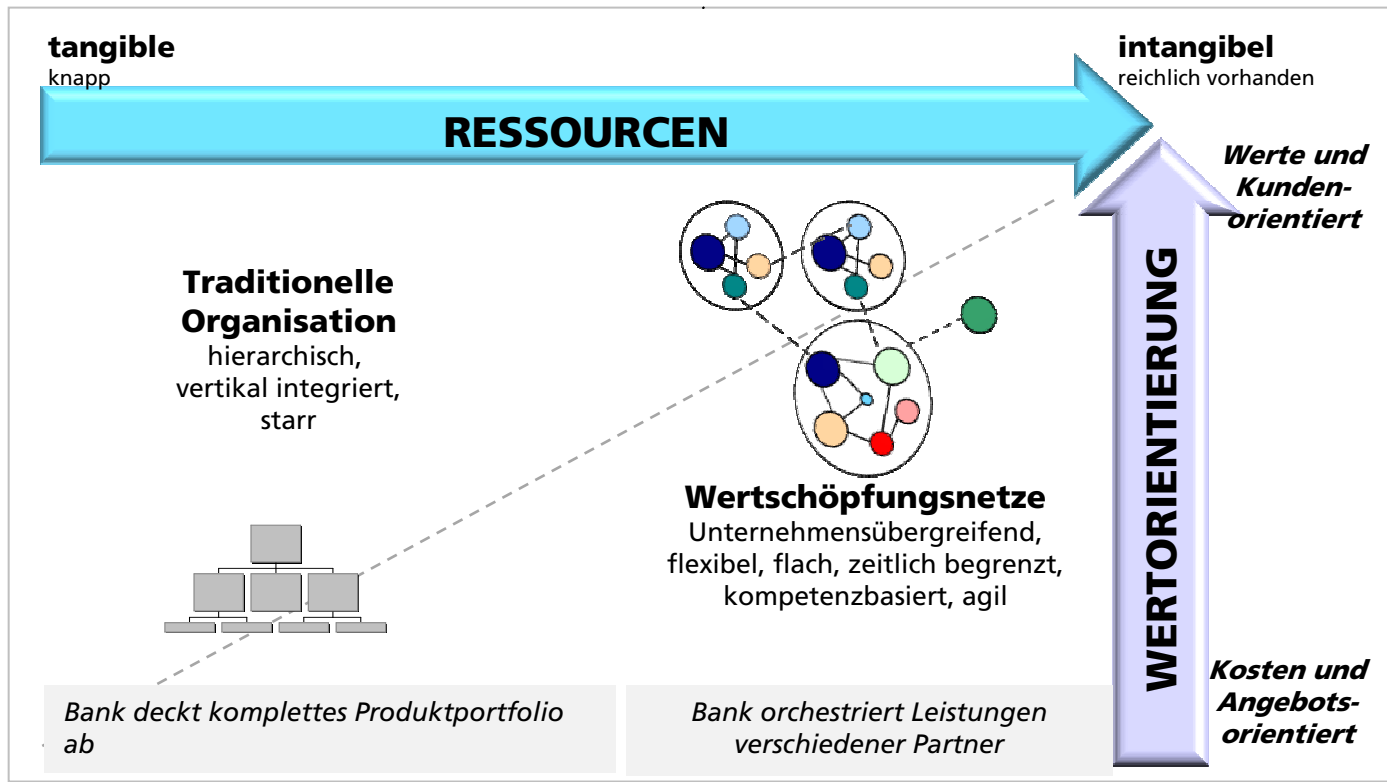 tangible
knapp
intangibel
reichlich vorhanden
RESSOURCEN
Werte und
Kunden-
orientiert
Traditionelle
Organisation
hierarchisch,
vertikal integriert,
starr
WERTORIENTIERUNG
Wertschöpfungsnetze
Unternehmensübergreifend,
flexibel, flach, zeitlich begrenzt,
kompetenzbasiert, agil
Kosten und
Angebots-
orientiert
Bank deckt komplettes Produktportfolio
ab
Bank orchestriert Leistungen
verschiedener Partner